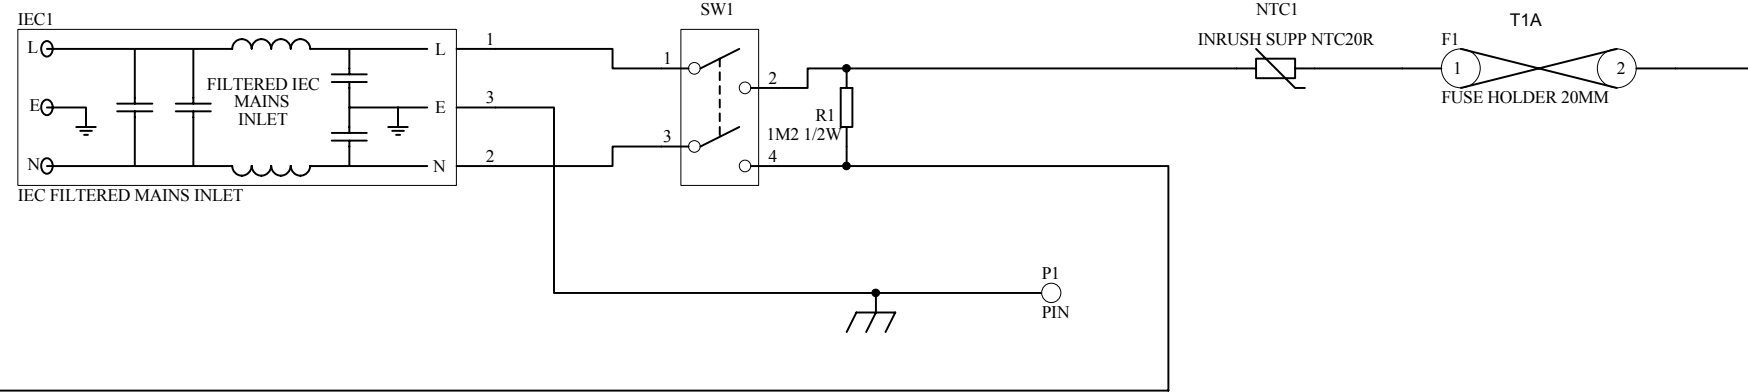 IEC1
SW1
NTC1
T1A
L
L
1
1
2
INRUSH SUPP NTC20R
F1
1
2
FUSE HOLDER 20MM
FILTERED IEC
MAINS
INLET
E
E
3
R1
1M2 1/2W
3
4
N
N
2
IEC FILTERED MAINS INLET
P1
PIN